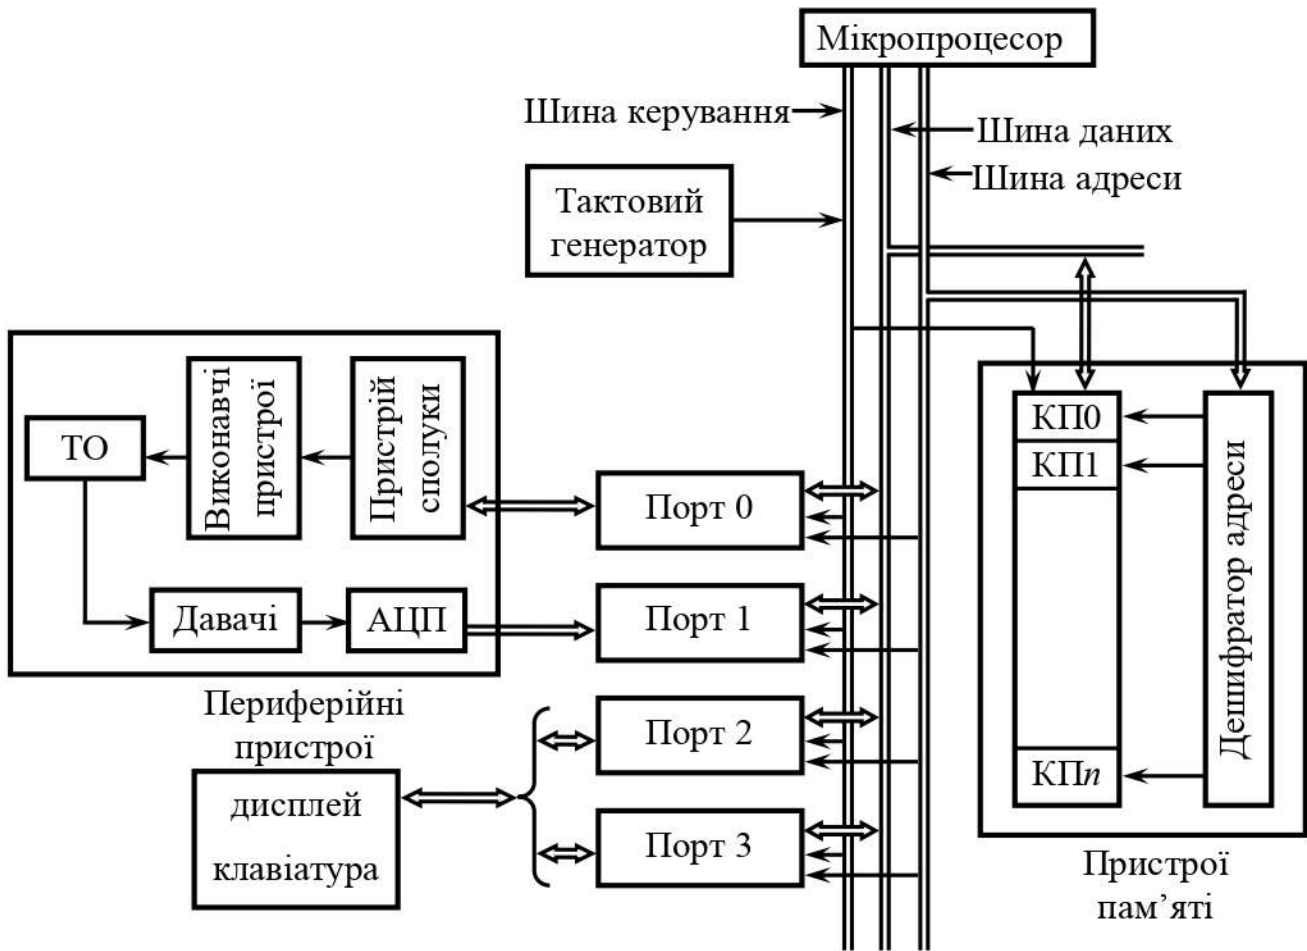 Мікропроцесор
Шина керування
Шина даних
Шина адреси
Тактовий
генератор
ТО
Виконавчі
пристрої
Пристрій
сполуки
Давачі
АЦП
Периферійні
пристрої
дисплей
клавіатура
Порт 0
Порт 1
Порт 2
Порт 3
КП0
КП1
КПn
Дешифратор адреси
Пристрої
пам’яті